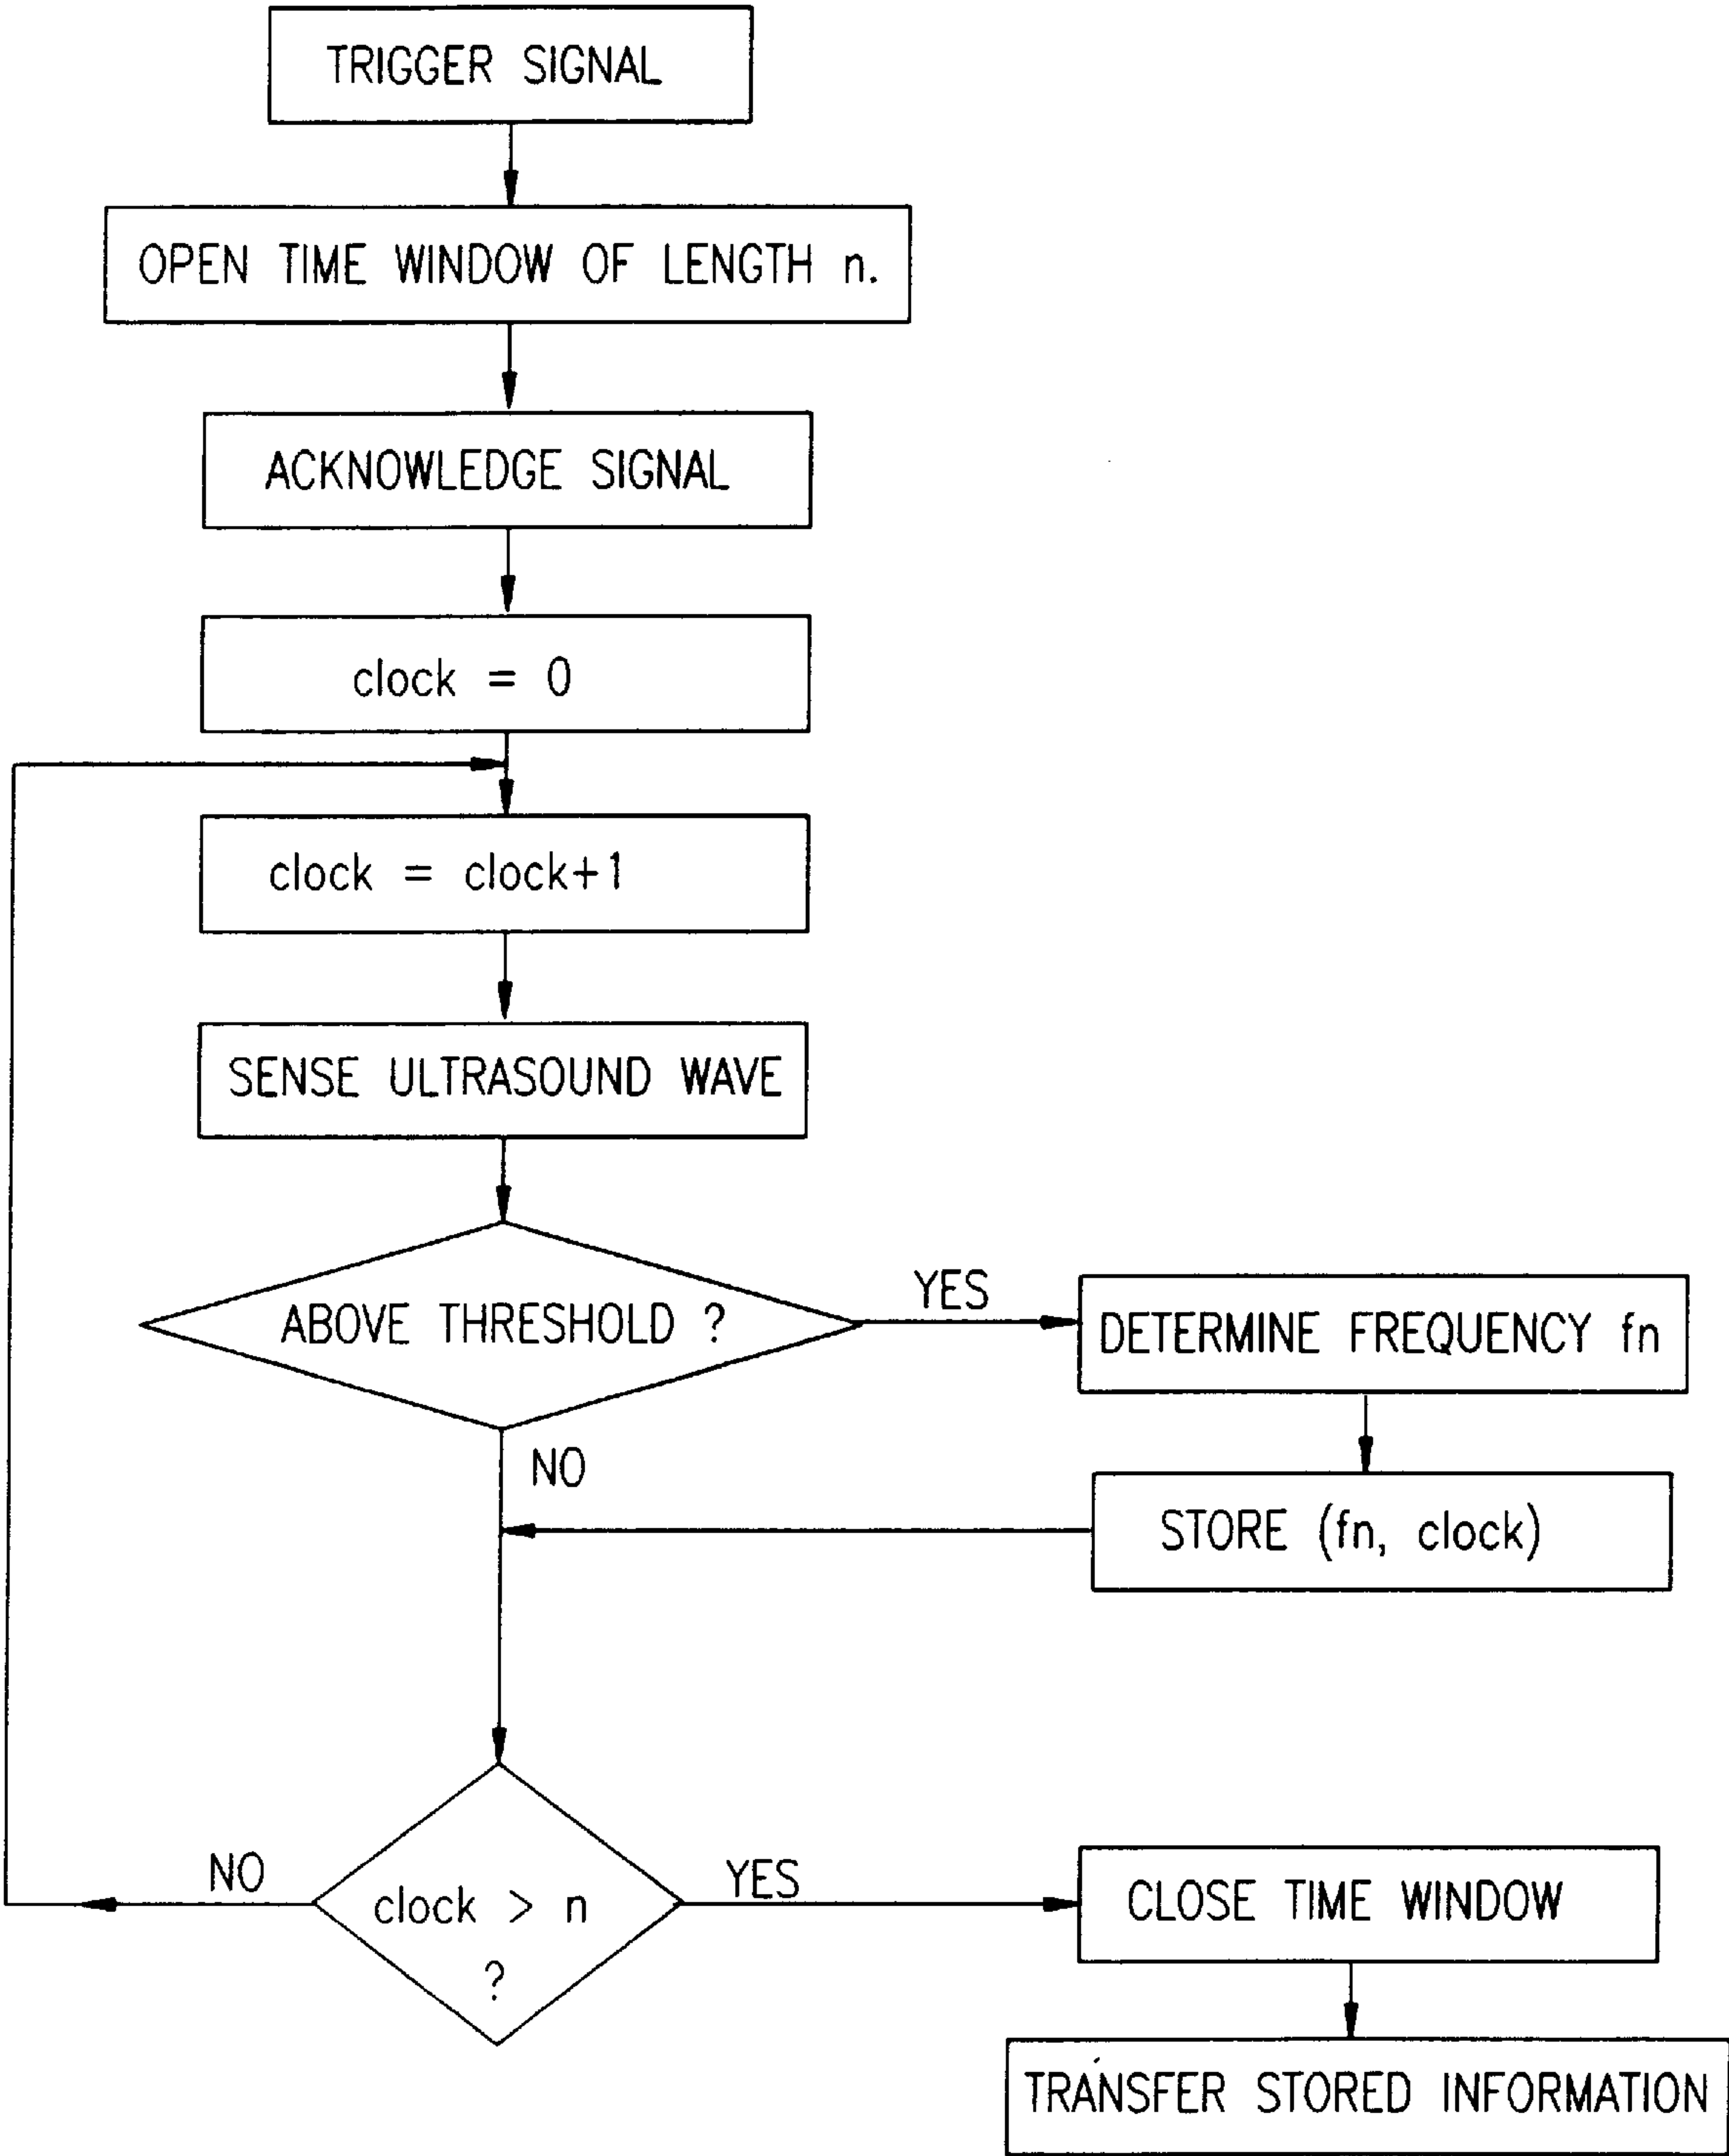 TRIGGER SIGNAL
OPEN TIME WINDOW OF LENGTH n.
ACKNOWLEDGE SIGNAL
clock = 0
clock = clock+1
SENSE ULTRASOUND WAVE
ABOVE THRESHOLD ?
YES
DETERMINE FREQUENCY fn
NO
STORE (fn, clock)
NO
clock > n
?
YES
CLOSE TIME WINDOW
TRANSFER STORED INFORMATION